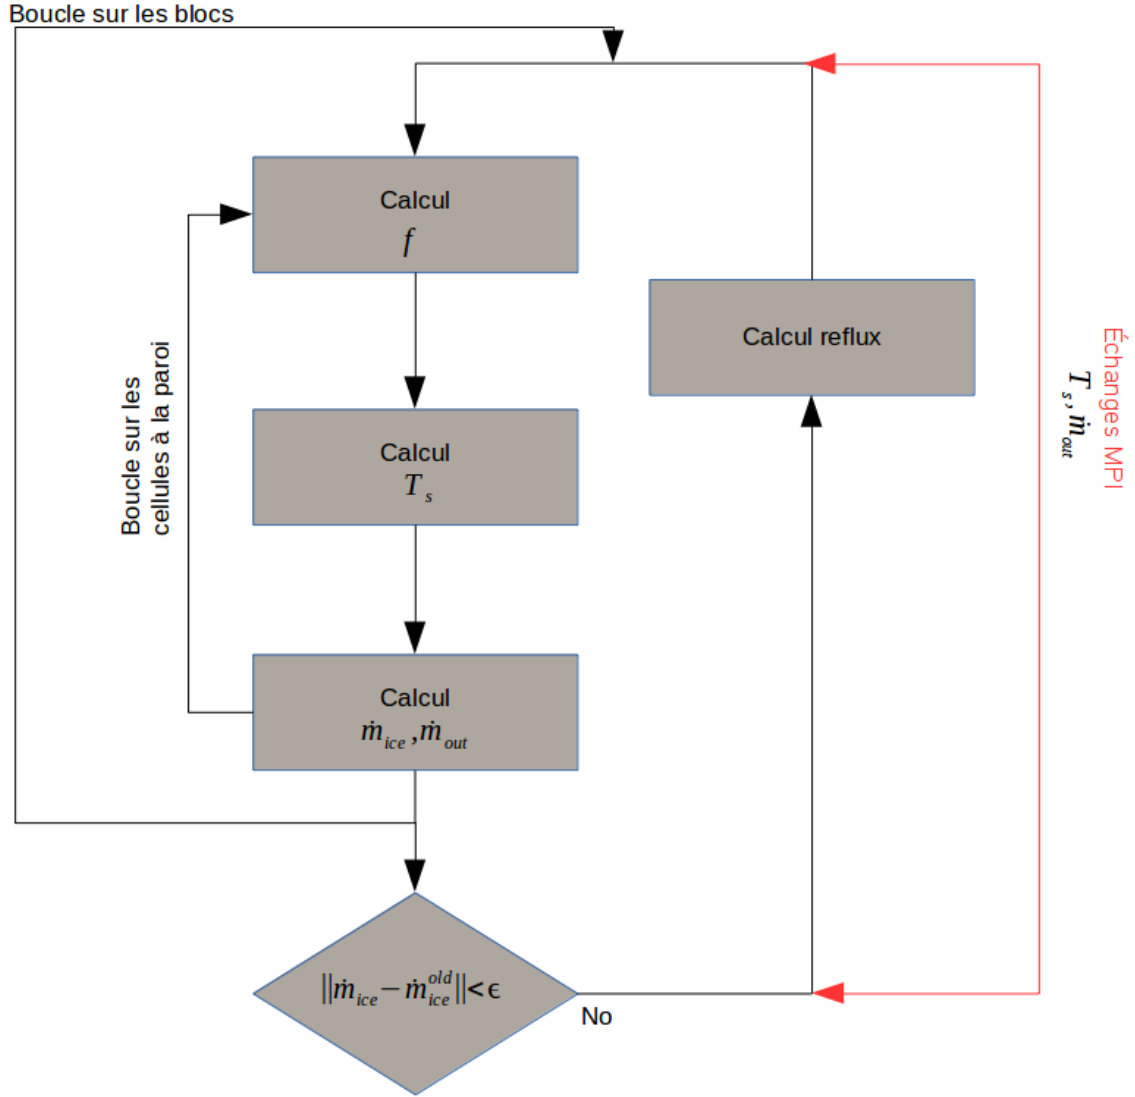 Boucle sur les blocs
Calcul
f
Calcul reflux
Boucle sur les
cellules à la paroi
Calcul
T_s
Échanges MPI
T_s, ṁ_out
Calcul
ṁ_ice, ṁ_out
||ṁ_ice − ṁ_ice^old|| < ϵ
No